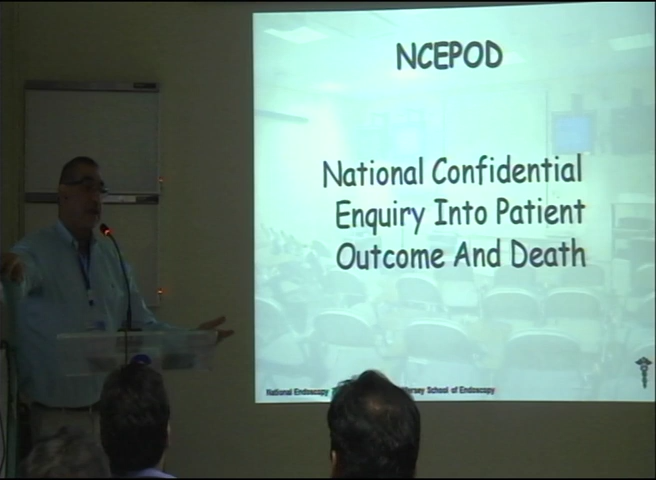 NCEPOD
National Confidential
Enquiry Into Patient
Outcome And Death
National Endoscopy
School of Endoscopy